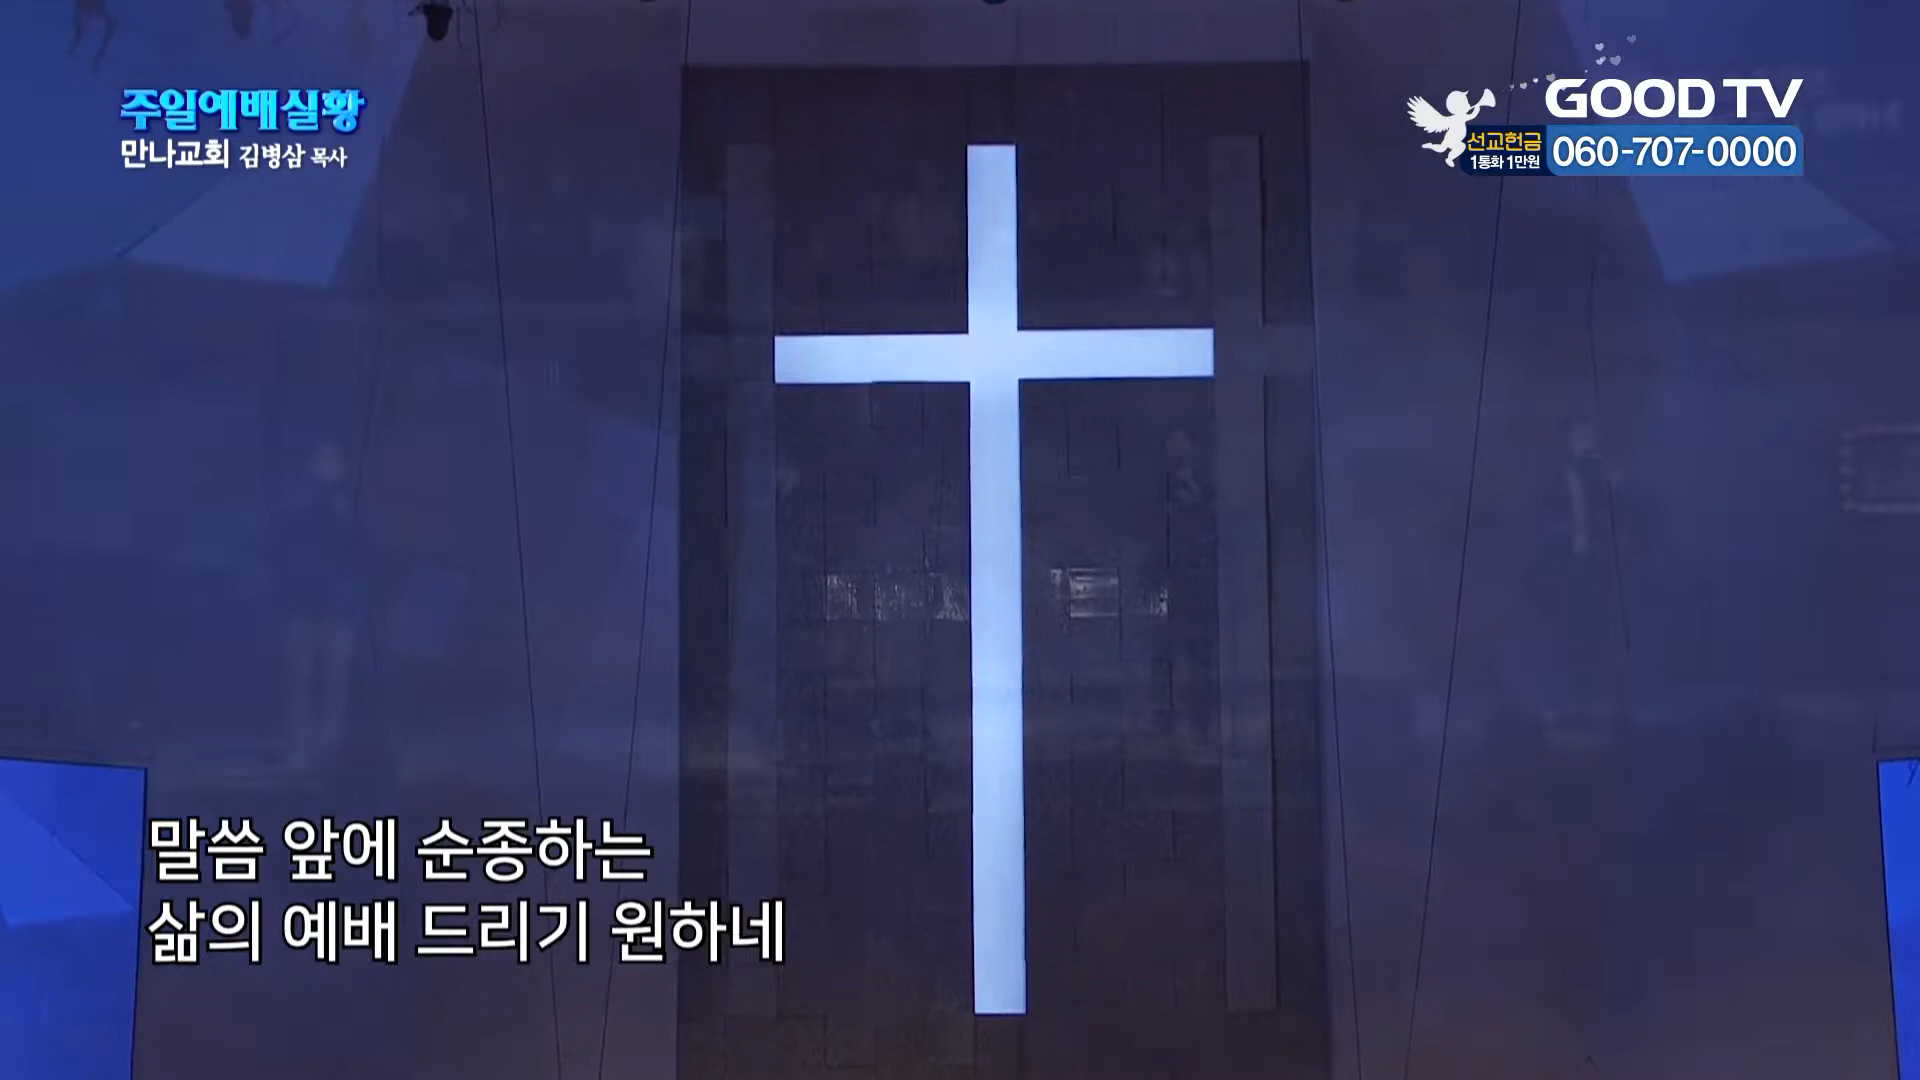 주일예배실황
만나교회 김병삼 목사
GOOD TV
선교헌금
1통화 1만원
060-707-0000
말씀 앞에 순종하는
삶의 예배 드리기 원하네